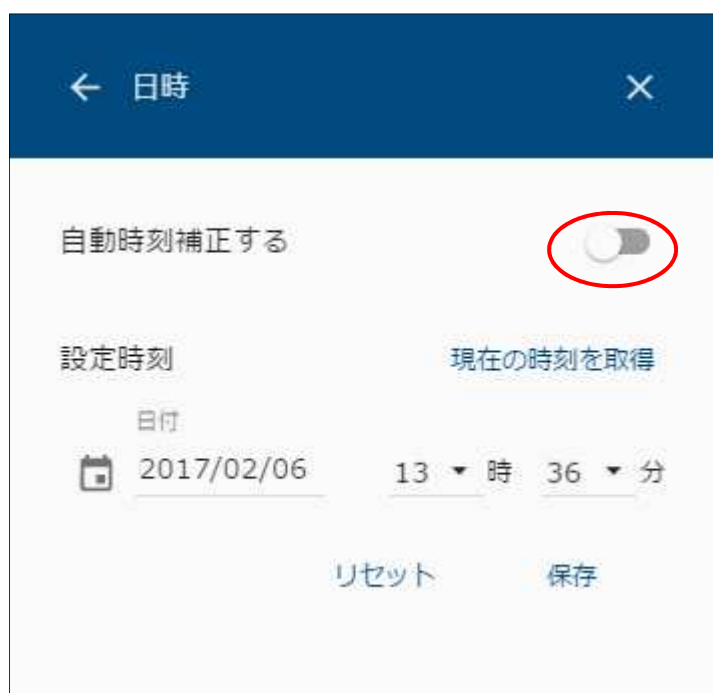 日時
自動時刻補正する
設定時刻 現在の時刻を取得
日付
2017/02/06 13 時 36 分
リセット 保存